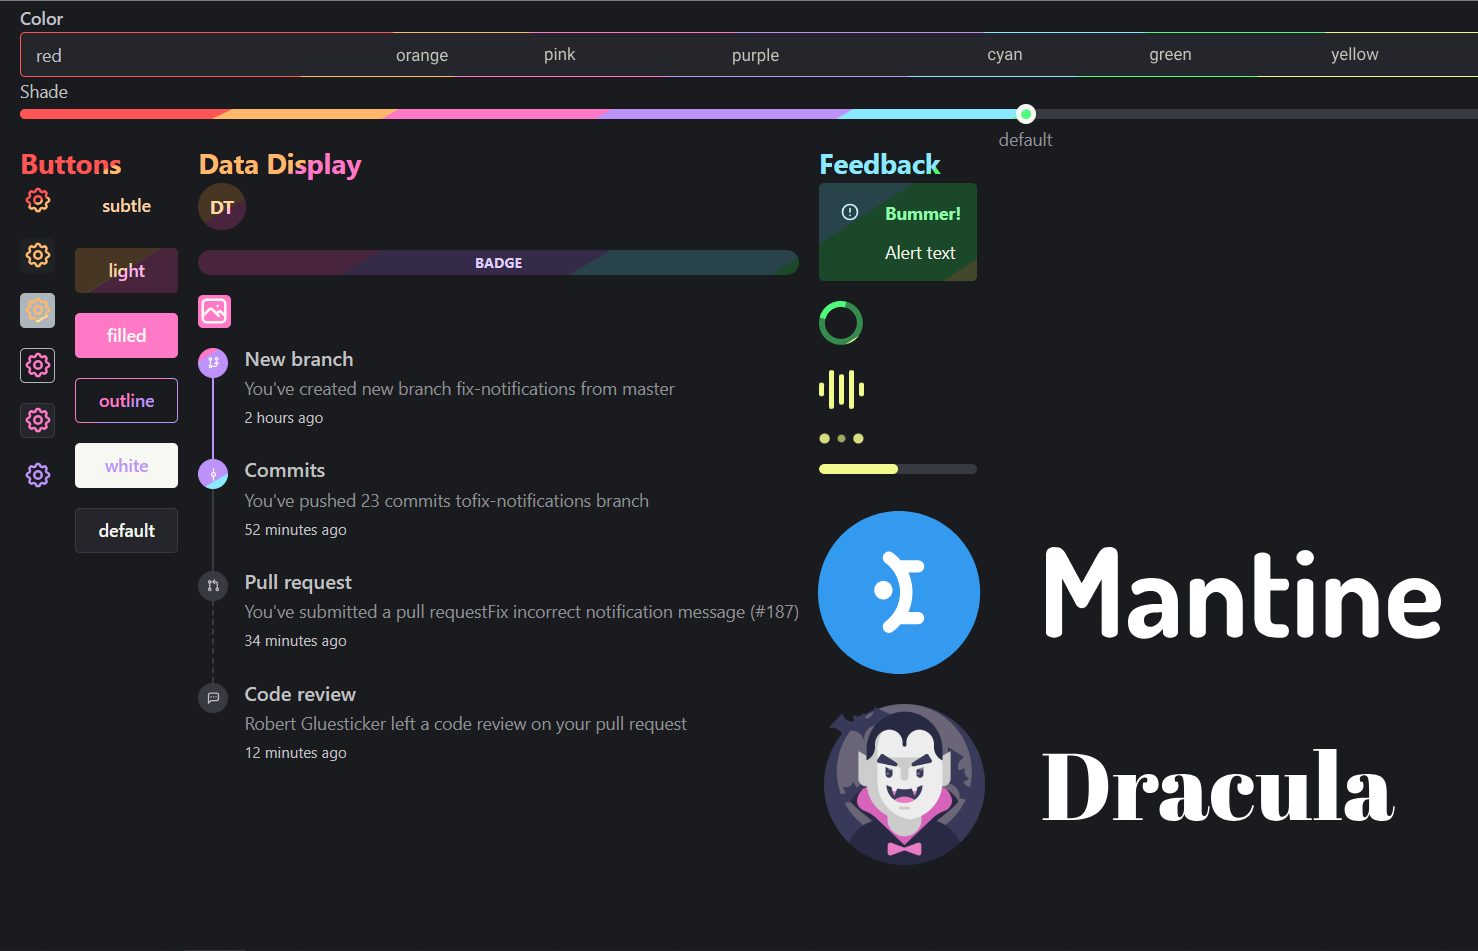 Color
red orange pink purple cyan green yellow
Shade
default
Buttons
subtle
light
filled
outline
white
default
Data Display
DT
BADGE
New branch
You've created new branch fix-notifications from master
2 hours ago
Commits
You've pushed 23 commits tofix-notifications branch
52 minutes ago
Pull request
You've submitted a pull requestFix incorrect notification message (#187)
34 minutes ago
Code review
Robert Gluesticker left a code review on your pull request
12 minutes ago
Feedback
Bummer!
Alert text
Mantine
Dracula